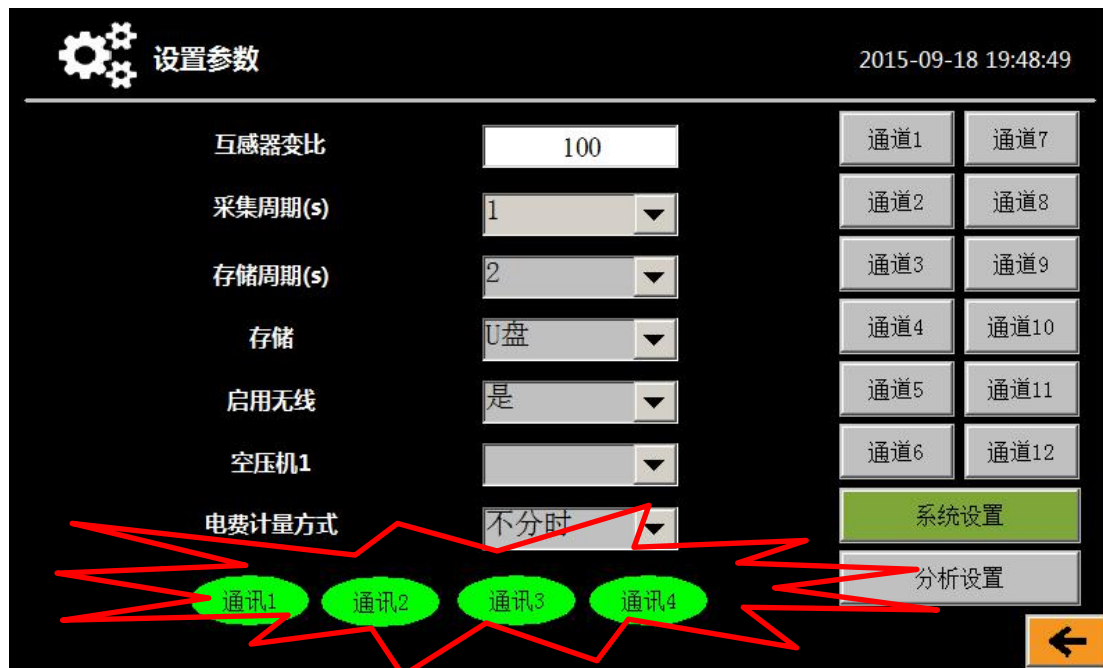 设置参数
2015-09-18 19:48:49
互感器变比
100
采集周期(s)
1
存储周期(s)
2
存储
U盘
启用无线
是
空压机1
电费计量方式
不分时
通讯1
通讯2
通讯3
通讯4
通道1
通道7
通道2
通道8
通道3
通道9
通道4
通道10
通道5
通道11
通道6
通道12
系统设置
分析设置